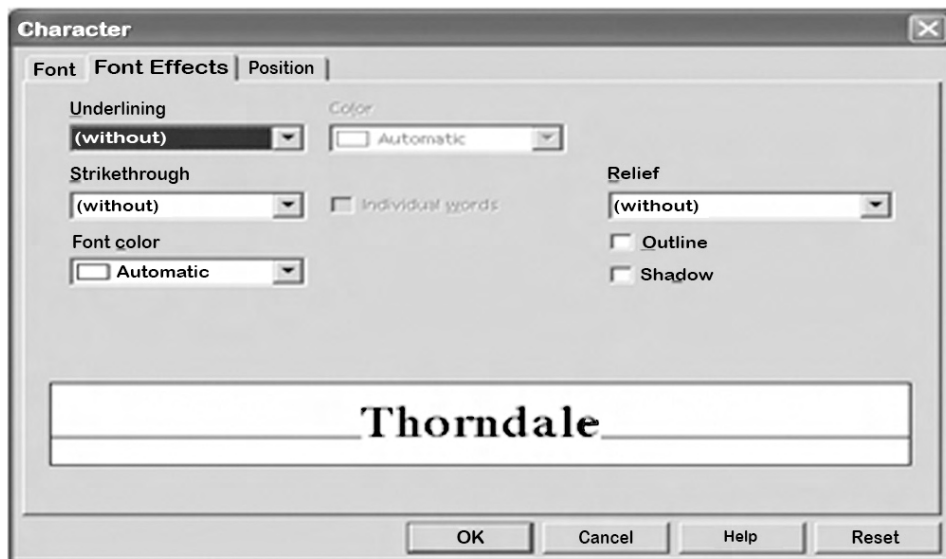 Character
Font Font Effects Position
Underlining Color
(without) Automatic
Strikethrough Relief
(without) Individual words (without)
Font color Outline
Automatic Shadow
Thorndale
OK Cancel Help Reset